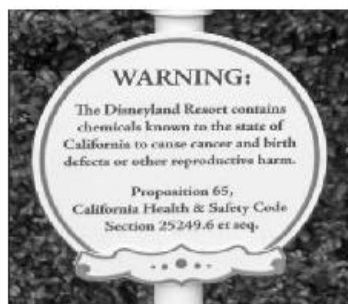 WARNING:
The Disneyland Resort contains
chemicals known to the state of
California to cause cancer and birth
defects or other reproductive harm.
Proposition 65,
California Health & Safety Code
Section 25249.6 et seq.